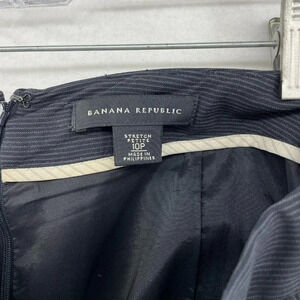 BANANA REPUBLIC
STRETCH
PETITE
10P
MADE IN
PHILIPPINES